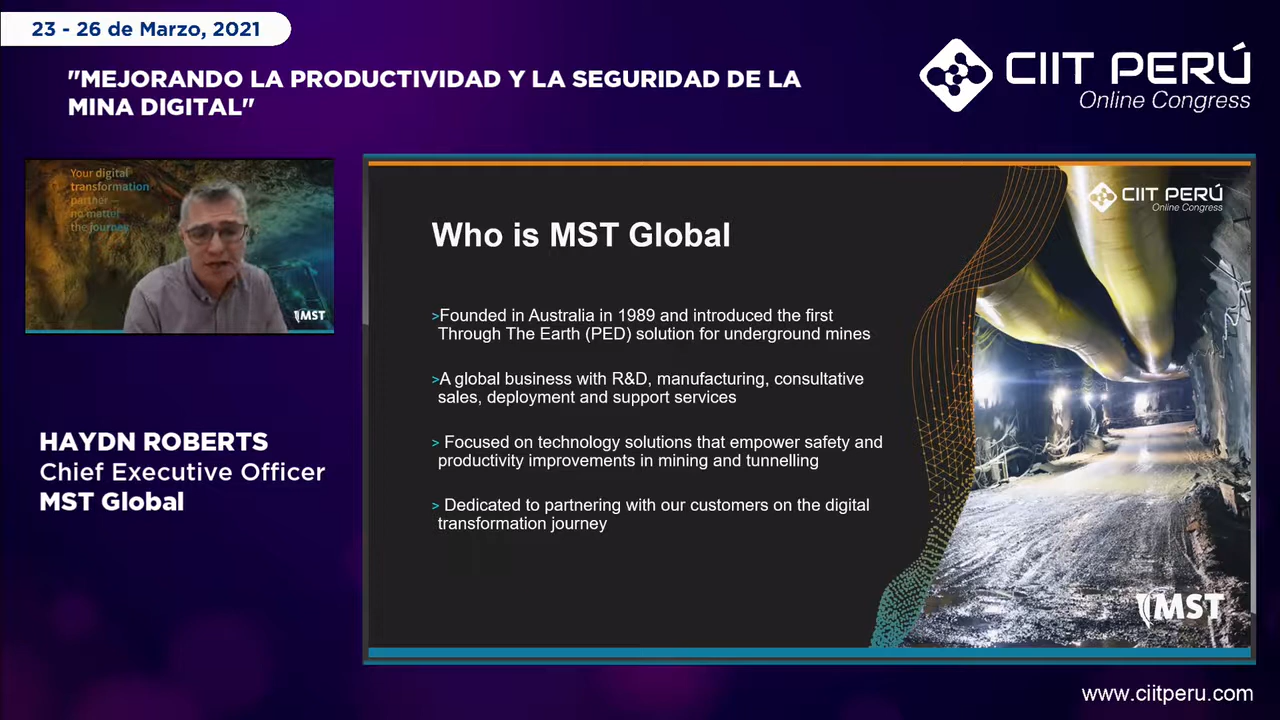 23 - 26 de Marzo, 2021
"MEJORANDO LA PRODUCTIVIDAD Y LA SEGURIDAD DE LA
MINA DIGITAL"
CIIT PERÚ
Online Congress
Your digital
transformation
partner –
no matter
the journey
MST
HAYDN ROBERTS
Chief Executive Officer
MST Global
CIIT PERÚ
Online Congress
Who is MST Global
>Founded in Australia in 1989 and introduced the first
Through The Earth (PED) solution for underground mines
>A global business with R&D, manufacturing, consultative
sales, deployment and support services
> Focused on technology solutions that empower safety and
productivity improvements in mining and tunnelling
> Dedicated to partnering with our customers on the digital
transformation journey
MST
www.ciitperu.com